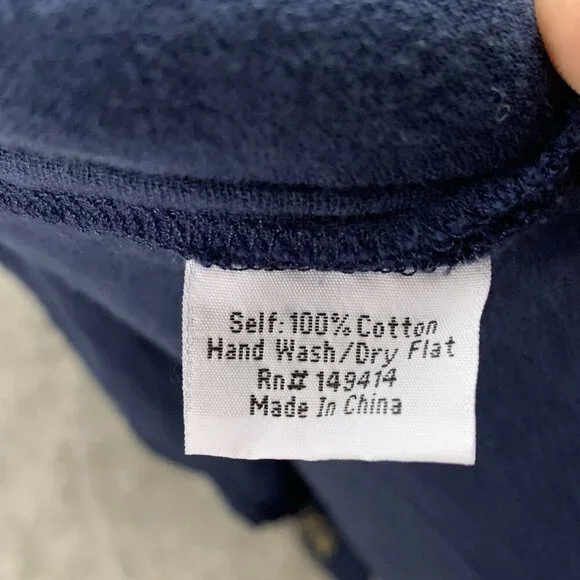 Self: 100% Cotton
Hand Wash/Dry Flat
Rn# 149414
Made In China